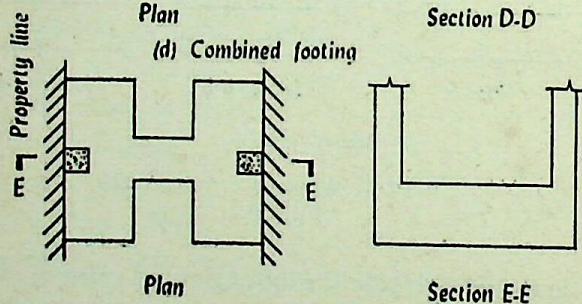 Plan
Section D-D
(d) Combined footing
Property line
E
E
Plan
Section E-E